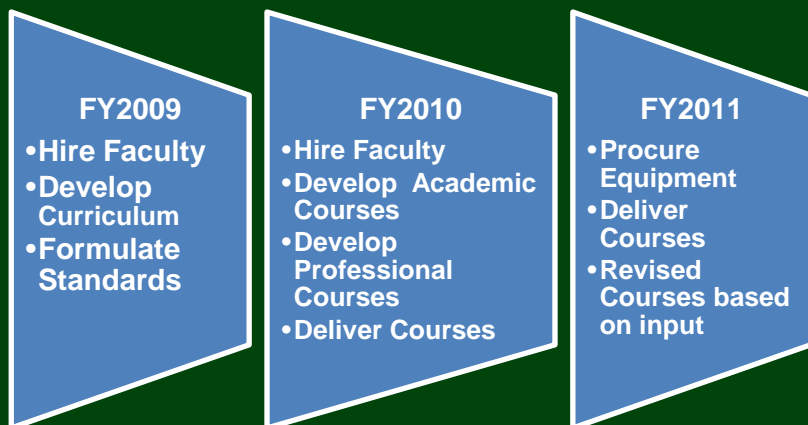 FY2009
•Hire Faculty
•Develop
Curriculum
•Formulate
Standards
FY2010
•Hire Faculty
•Develop Academic
Courses
•Develop
Professional
Courses
•Deliver Courses
FY2011
•Procure
Equipment
•Deliver
Courses
•Revised
Courses based
on input